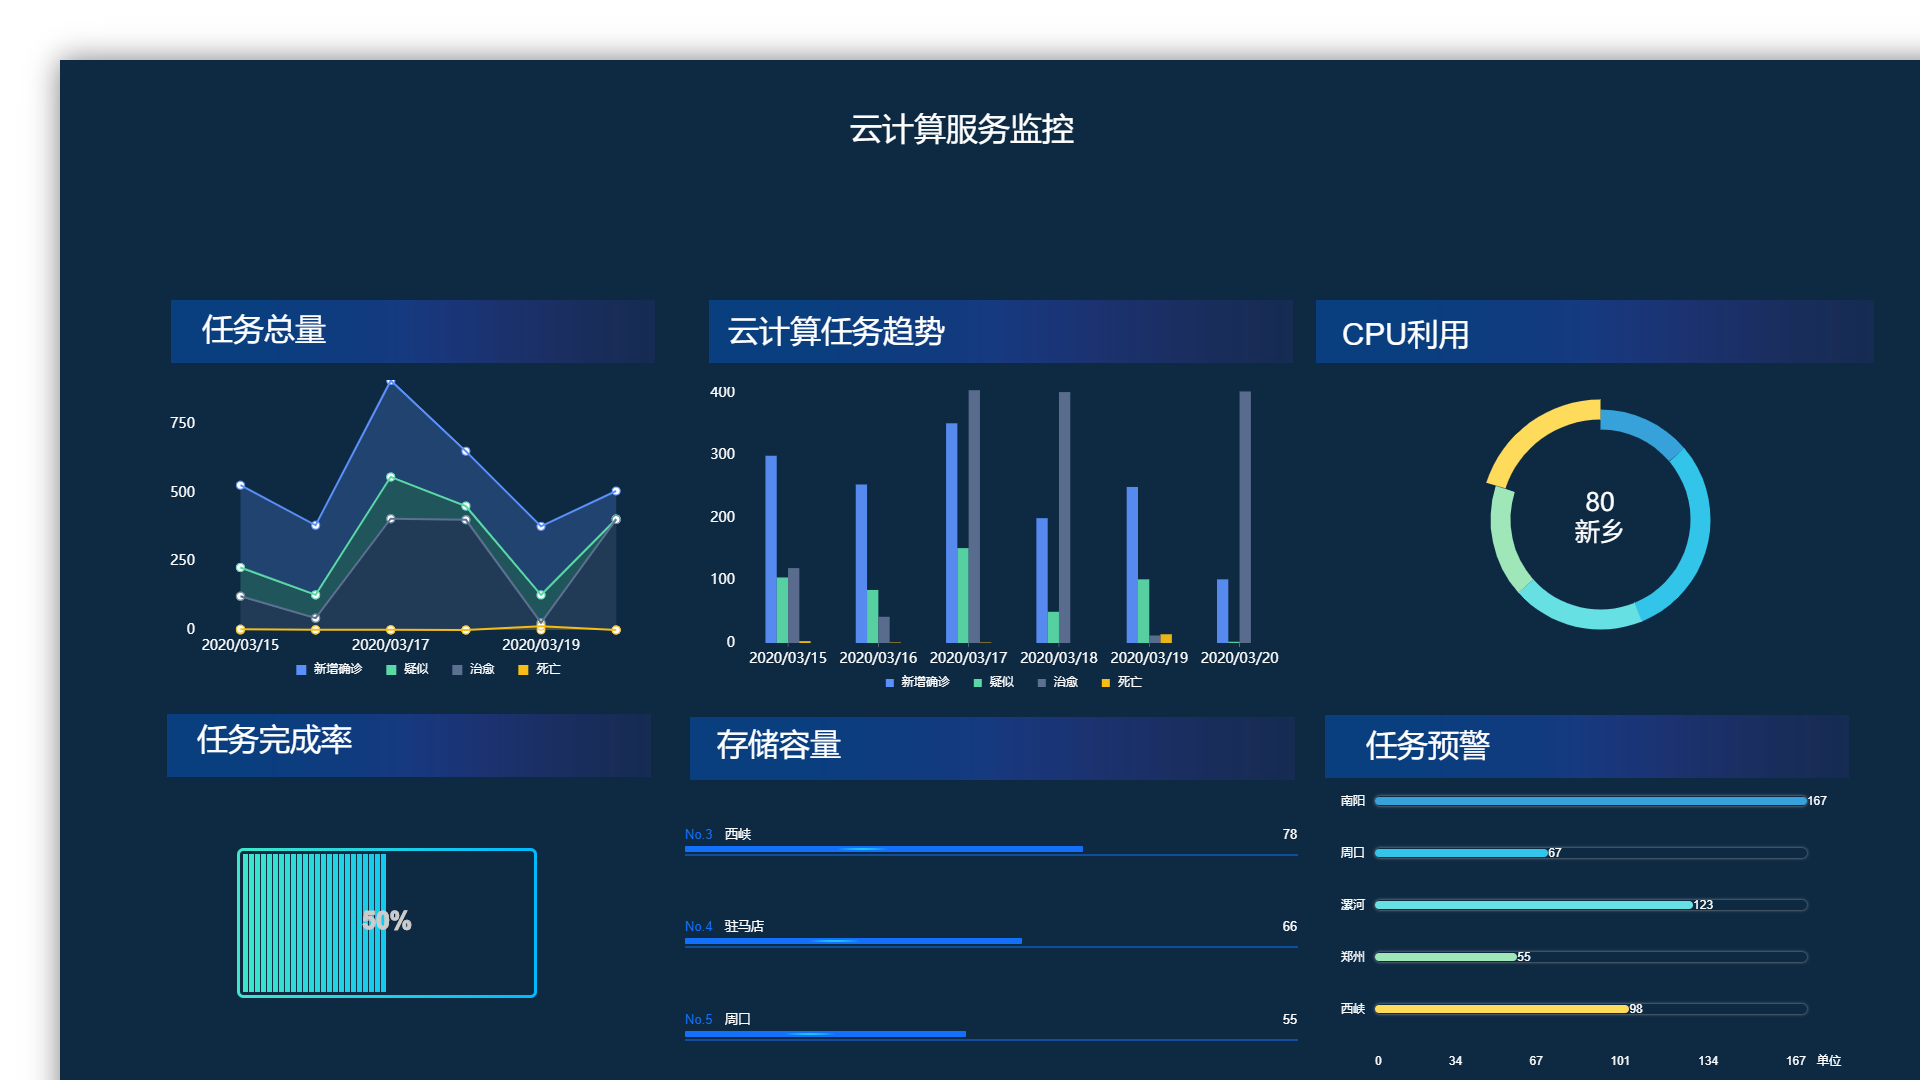 云计算服务监控
任务总量
750
500
250
0
2020/03/15 2020/03/17 2020/03/19
新增确诊 疑似 治愈 死亡
云计算任务趋势
400
300
200
100
0
2020/03/15 2020/03/16 2020/03/17 2020/03/18 2020/03/19 2020/03/20
新增确诊 疑似 治愈 死亡
CPU利用
80
新乡
任务完成率
50%
存储容量
No.3 西峡 78
No.4 驻马店 66
No.5 周口 55
任务预警
南阳 167
周口 67
漯河 123
郑州 55
西峡 98
0 34 67 101 134 167 单位